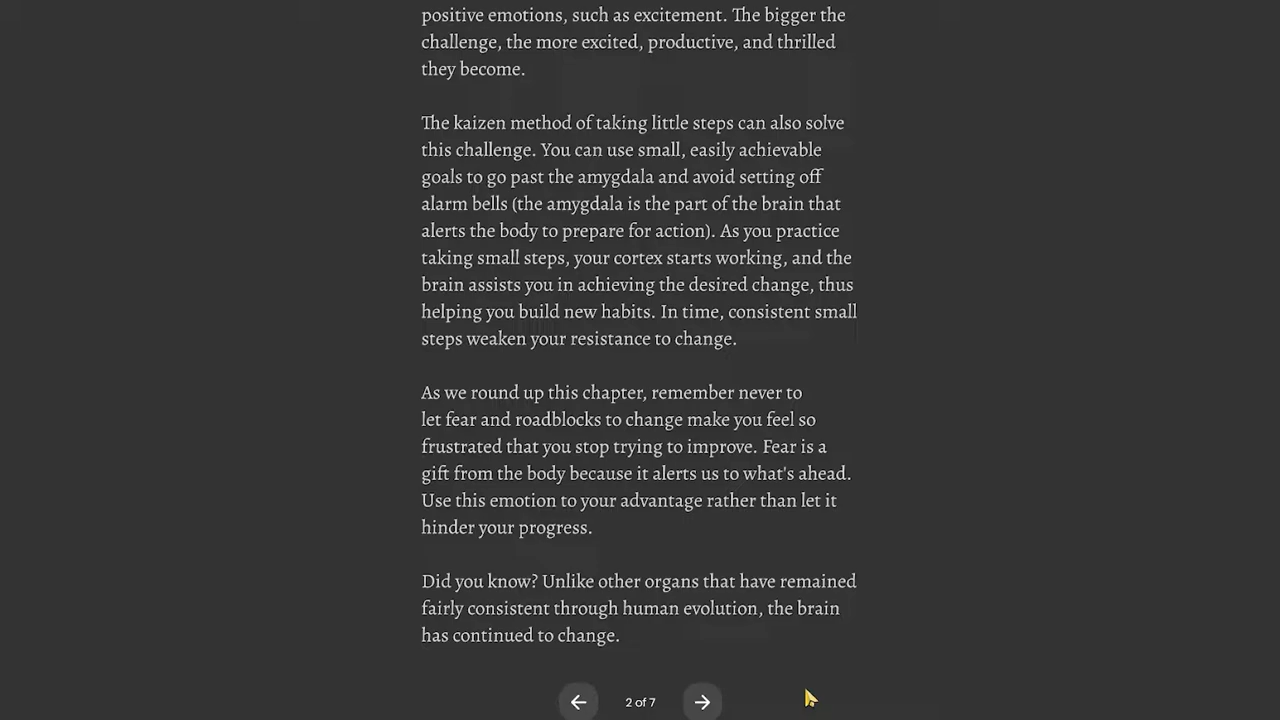 positive emotions, such as excitement. The bigger the
challenge, the more excited, productive, and thrilled
they become.
The kaizen method of taking little steps can also solve
this challenge. You can use small, easily achievable
goals to go past the amygdala and avoid setting off
alarm bells (the amygdala is the part of the brain that
alerts the body to prepare for action). As you practice
taking small steps, your cortex starts working, and the
brain assists you in achieving the desired change, thus
helping you build new habits. In time, consistent small
steps weaken your resistance to change.
As we round up this chapter, remember never to
let fear and roadblocks to change make you feel so
frustrated that you stop trying to improve. Fear is a
gift from the body because it alerts us to what's ahead.
Use this emotion to your advantage rather than let it
hinder your progress.
Did you know? Unlike other organs that have remained
fairly consistent through human evolution, the brain
has continued to change.
2 of 7